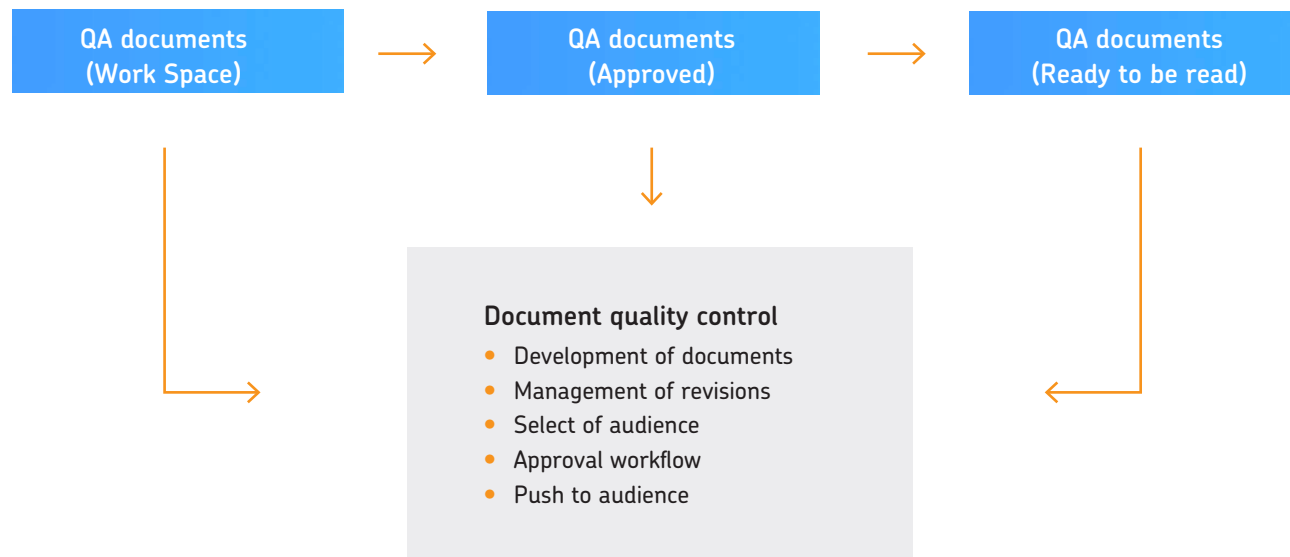 QA documents
(Work Space)
QA documents
(Approved)
QA documents
(Ready to be read)
Document quality control
• Development of documents
• Management of revisions
• Select of audience
• Approval workflow
• Push to audience